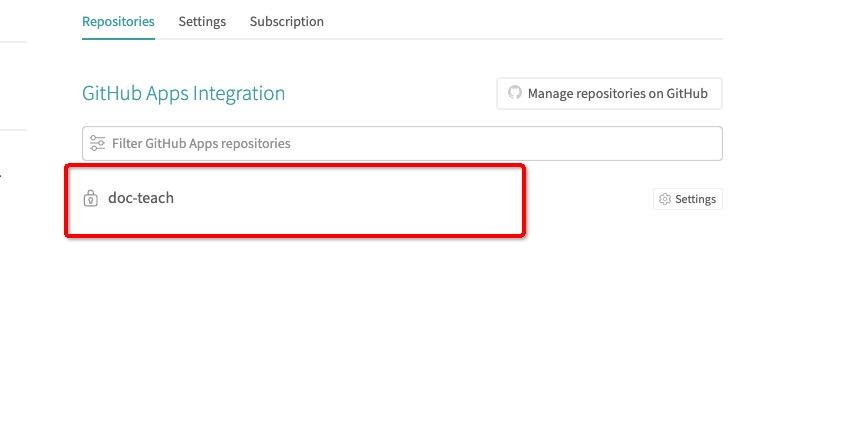 Repositories Settings Subscription
GitHub Apps Integration
Manage repositories on GitHub
Filter GitHub Apps repositories
doc-teach
Settings